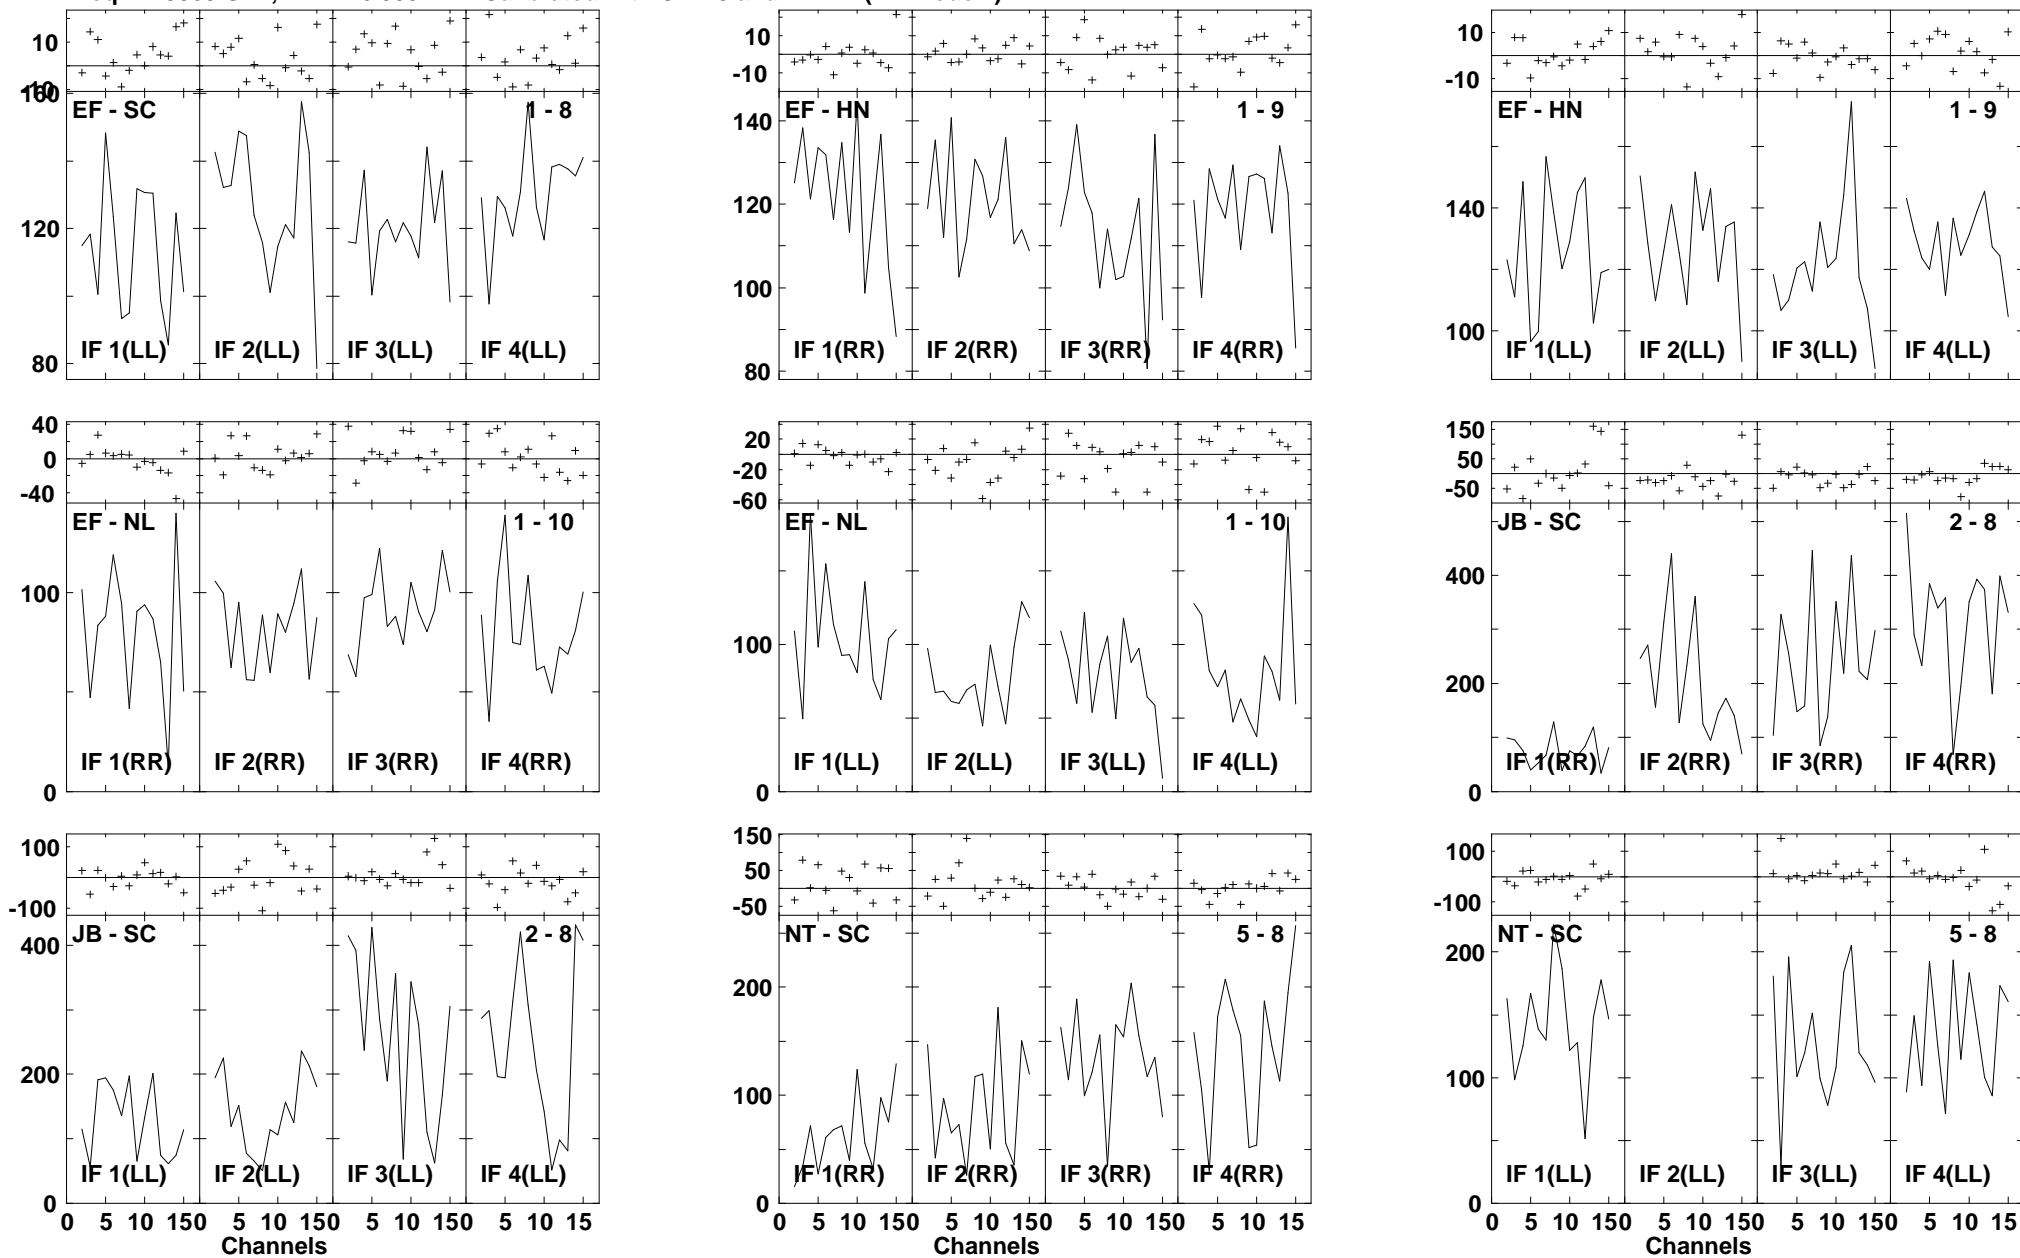 10
-10
160
EF - SC
1 - 8
120
80
IF 1(LL)
IF 2(LL)
IF 3(LL)
IF 4(LL)
10
-10
140
EF - HN
1 - 9
120
100
80
IF 1(RR)
IF 2(RR)
IF 3(RR)
IF 4(RR)
10
-10
EF - HN
1 - 9
140
100
IF 1(LL)
IF 2(LL)
IF 3(LL)
IF 4(LL)
40
0
-40
EF - NL
1 - 10
100
0
IF 1(RR)
IF 2(RR)
IF 3(RR)
IF 4(RR)
20
-20
-60
EF - NL
1 - 10
100
0
IF 1(LL)
IF 2(LL)
IF 3(LL)
IF 4(LL)
150
50
-50
JB - SC
2 - 8
400
200
0
IF 1(RR)
IF 2(RR)
IF 3(RR)
IF 4(RR)
100
-100
JB - SC
2 - 8
400
200
0
IF 1(LL)
IF 2(LL)
IF 3(LL)
IF 4(LL)
0 5 10 150 5 10 150 5 10 150 5 10 15
Channels
150
50
-50
NT - SC
5 - 8
200
100
0
IF 1(RR)
IF 2(RR)
IF 3(RR)
IF 4(RR)
0 5 10 150 5 10 150 5 10 150 5 10 15
Channels
100
-100
NT - SC
5 - 8
200
100
0
IF 1(LL)
IF 2(LL)
IF 3(LL)
IF 4(LL)
0 5 10 150 5 10 150 5 10 150 5 10 15
Channels